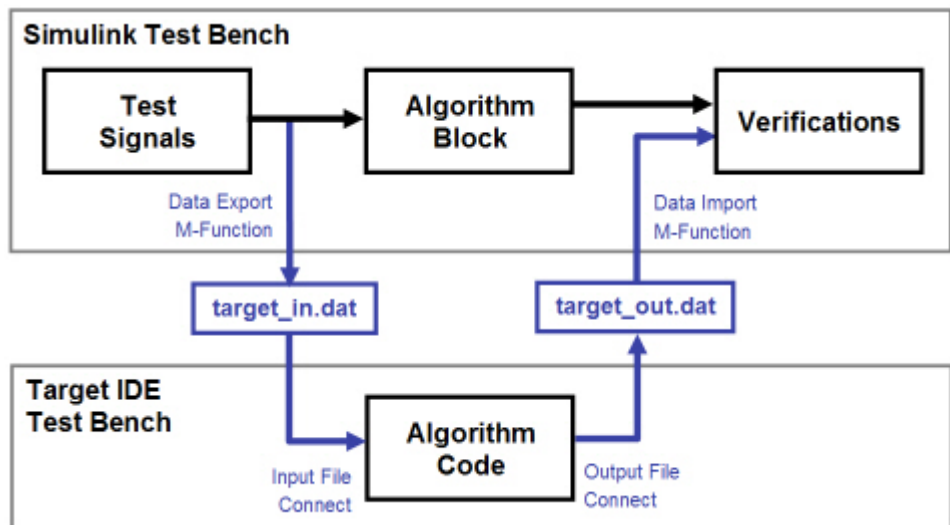 Simulink Test Bench
Test
Signals
Algorithm
Block
Verifications
Data Export
M-Function
Data Import
M-Function
target_in.dat
target_out.dat
Target IDE
Test Bench
Algorithm
Code
Input File
Connect
Output File
Connect